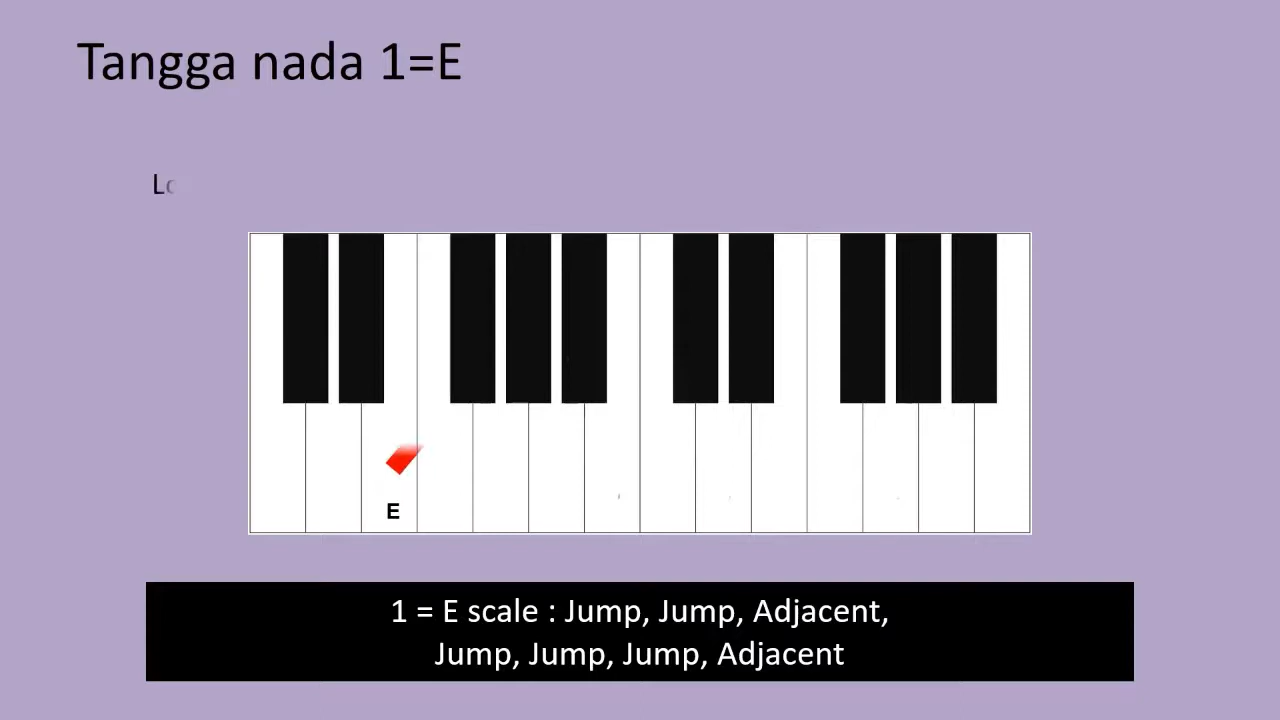 Tangga nada 1=E
E
1 = E scale : Jump, Jump, Adjacent,
Jump, Jump, Jump, Adjacent